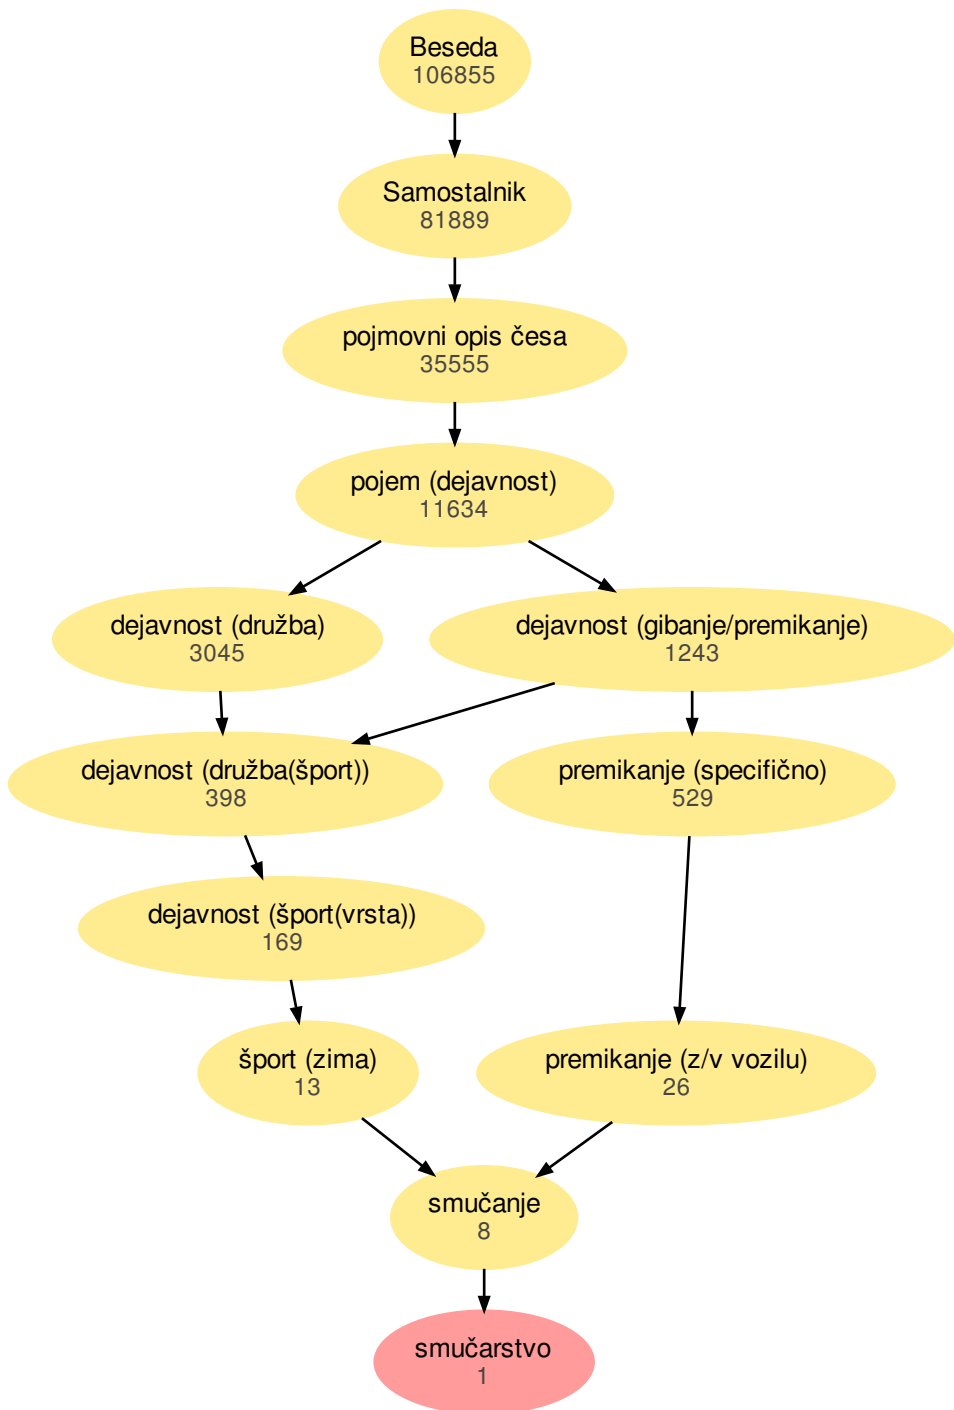 Beseda
106855
Samostalnik
81889
pojmovni opis česa
35555
pojem (dejavnost)
11634
dejavnost (družba)
3045
dejavnost (gibanje/premikanje)
1243
dejavnost (družba(šport))
398
premikanje (specifično)
529
dejavnost (šport(vrsta))
169
šport (zima)
13
premikanje (z/v vozilu)
26
smučanje
8
smučarstvo
1